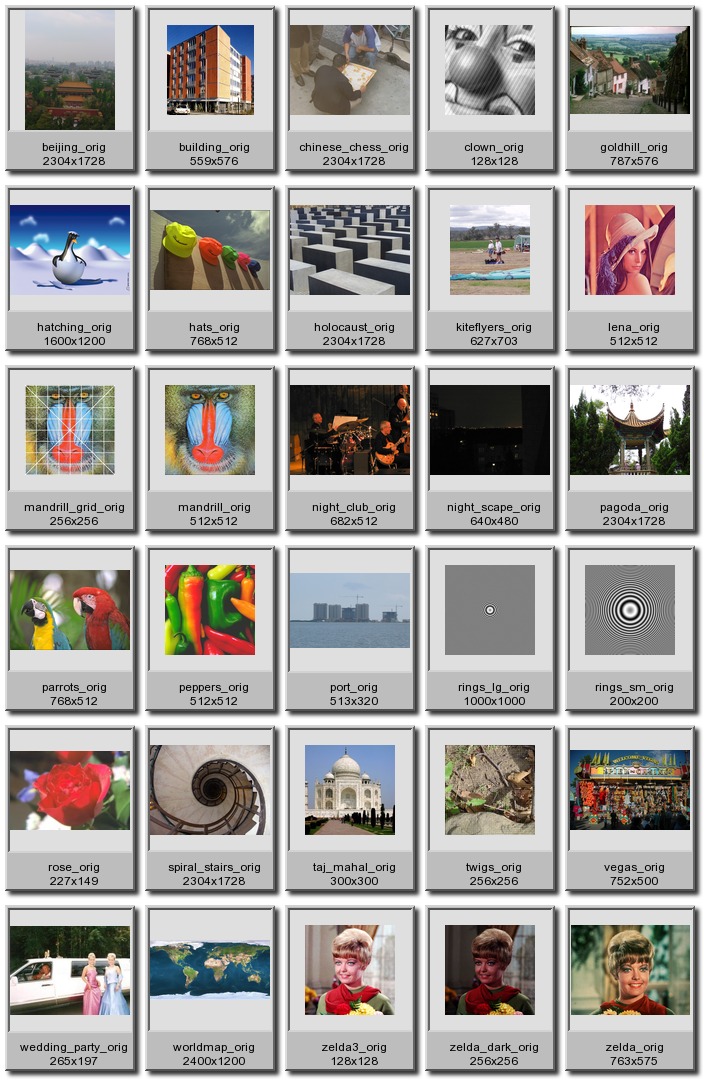 beijing_orig
2304x1728
building_orig
559x576
chinese_chess_orig
2304x1728
clown_orig
128x128
goldhill_orig
787x576
hatching_orig
1600x1200
hats_orig
768x512
holocaust_orig
2304x1728
kiteflyers_orig
627x703
lena_orig
512x512
mandrill_grid_orig
256x256
mandrill_orig
512x512
night_club_orig
682x512
night_scape_orig
640x480
pagoda_orig
2304x1728
parrots_orig
768x512
peppers_orig
512x512
port_orig
513x320
rings_lg_orig
1000x1000
rings_sm_orig
200x200
rose_orig
227x149
spiral_stairs_orig
2304x1728
taj_mahal_orig
300x300
twigs_orig
256x256
vegas_orig
752x500
wedding_party_orig
265x197
worldmap_orig
2400x1200
zelda3_orig
128x128
zelda_dark_orig
256x256
zelda_orig
763x575